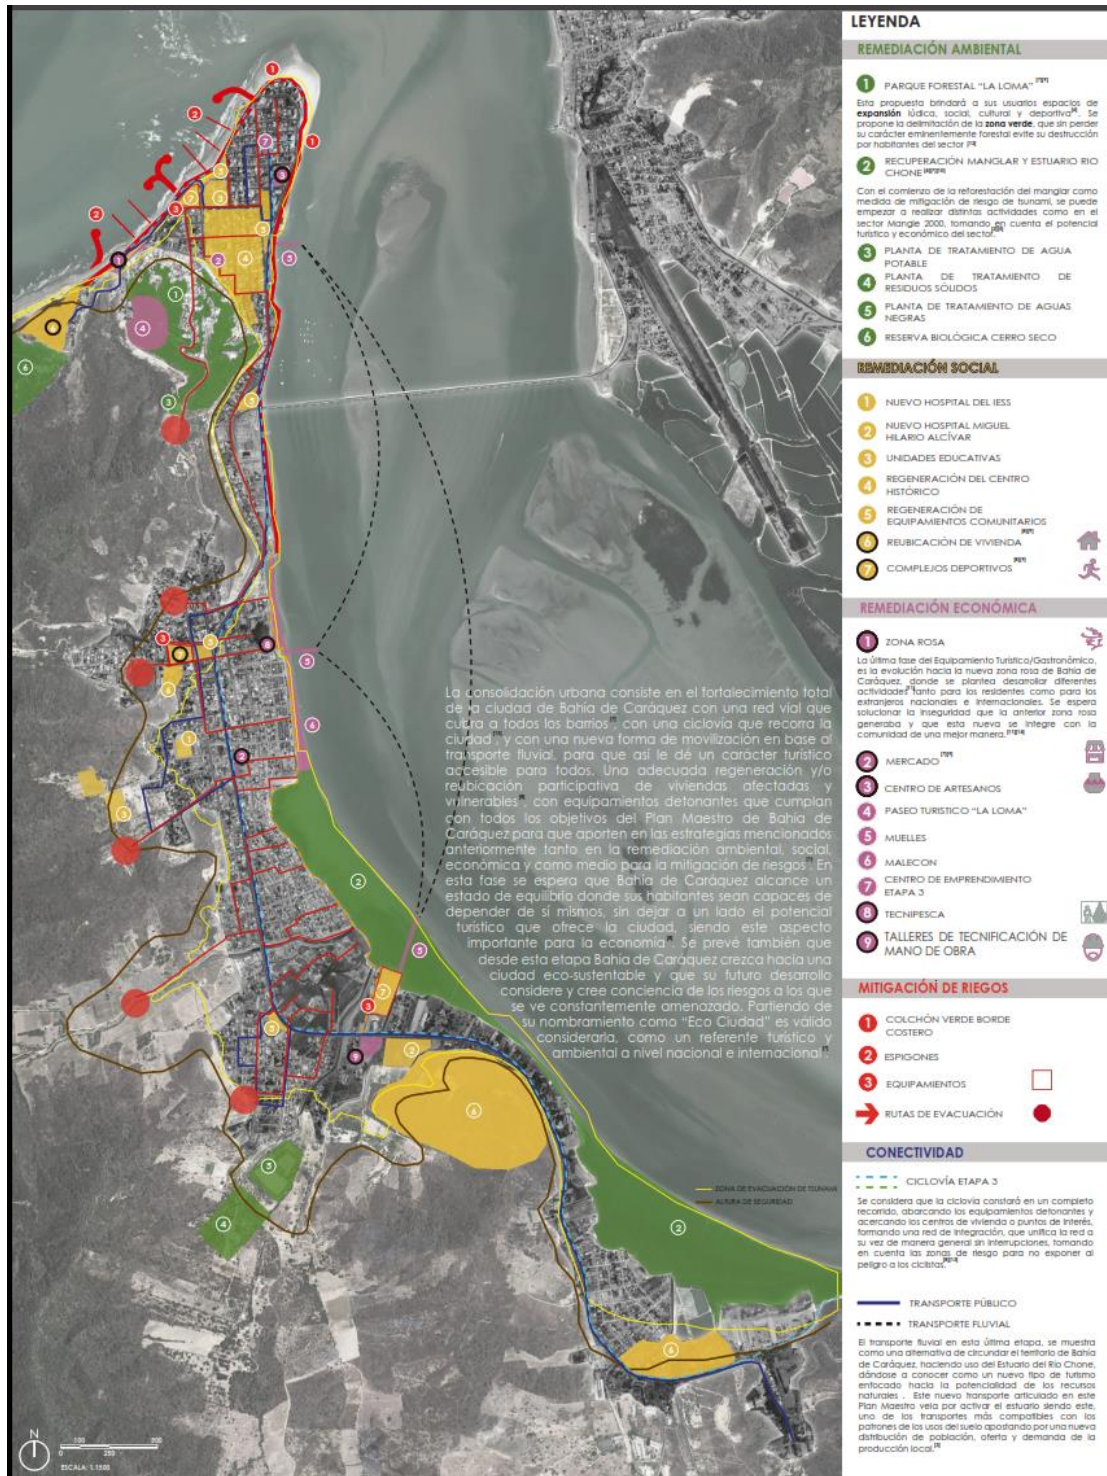 La consolidación urbana consiste en el fortalecimiento total
de la ciudad de Bahía de Caráquez con una red vial que
cubra a todos los barrios, con una ciclovía que recorra la
ciudad, y con una nueva forma de movilización en base al
transporte fluvial, para que así le dé un carácter turístico
accesible para todos. Una adecuada regeneración y/o
reubicación participativa de viviendas afectadas y
vulnerables, con equipamientos detonantes que cumplan
con todos los objetivos del Plan Maestro de Bahía de
Caráquez para que aporten en las estrategias mencionados
anteriormente tanto en la remediación ambiental, social,
económica y como medio para la mitigación de riesgos. En
esta fase se espera que Bahía de Caráquez alcance un
estado de equilibrio donde sus habitantes sean capaces de
depender de sí mismos, sin dejar a un lado el potencial
turístico que ofrece la ciudad, siendo este aspecto
importante para la economía. Se prevé también que
desde esta etapa Bahía de Caráquez crezca hacia una
ciudad eco-sustentable y que su futuro desarrollo
considere y cree conciencia de los riesgos a los que
se ve constantemente amenazado. Partiendo de
su nombramiento como "Eco Ciudad" es válido
considerarla, como un referente turístico y
ambiental a nivel nacional e internacional.
ZONA DE EVACUACIÓN DE TSUNAMI
ALTURA DE SEGURIDAD
N
0 100 250 500
ESCALA: 1:1500
LEYENDA
REMEDIACIÓN AMBIENTAL
1 PARQUE FORESTAL "LA LOMA"
Esta propuesta brindará a sus usuarios espacios de
expansión lúdica, social, cultural y deportiva. Se
propone la delimitación de la zona verde, que sin perder
su carácter eminentemente forestal evite su destrucción
por habitantes del sector
2 RECUPERACIÓN MANGLAR Y ESTUARIO RIO
CHONE
Con el comienzo de la reforestación del manglar como
medida de mitigación de riesgo de tsunami, se puede
empezar a realizar distintas actividades como en el
sector Mangle 2000, tomando en cuenta el potencial
turístico y económico del sector.
3 PLANTA DE TRATAMIENTO DE AGUA
POTABLE
4 PLANTA DE TRATAMIENTO DE
RESIDUOS SÓLIDOS
5 PLANTA DE TRATAMIENTO DE AGUAS
NEGRAS
6 RESERVA BIOLÓGICA CERRO SECO
REMEDIACIÓN SOCIAL
1 NUEVO HOSPITAL DEL IESS
2 NUEVO HOSPITAL MIGUEL
HILARIO ALCÍVAR
3 UNIDADES EDUCATIVAS
4 REGENERACIÓN DEL CENTRO
HISTÓRICO
5 REGENERACIÓN DE
EQUIPAMIENTOS COMUNITARIOS
6 REUBICACIÓN DE VIVIENDA
7 COMPLEJOS DEPORTIVOS
REMEDIACIÓN ECONÓMICA
1 ZONA ROSA
La última fase del Equipamiento Turístico/Gastronómico,
es la evolución hacia la nueva zona rosa de Bahía de
Caráquez, donde se plantea desarrollar diferentes
actividades tanto para los residentes como para los
extranjeros nacionales e internacionales. Se espera
solucionar la inseguridad que la anterior zona rosa
generaba y que esta nueva se integre con la
comunidad de una mejor manera.
2 MERCADO
3 CENTRO DE ARTESANOS
4 PASEO TURISTICO "LA LOMA"
5 MUELLES
6 MALECON
7 CENTRO DE EMPRENDIMIENTO
ETAPA 3
8 TECNIPESCA
9 TALLERES DE TECNIFICACIÓN DE
MANO DE OBRA
MITIGACIÓN DE RIEGOS
1 COLCHÓN VERDE BORDE
COSTERO
2 ESPIGONES
3 EQUIPAMIENTOS
RUTAS DE EVACUACIÓN
CONECTIVIDAD
CICLOVÍA ETAPA 3
Se considera que la ciclovía constará en un completo
recorrido, abarcando los equipamientos detonantes y
acercando los centros de vivienda o puntos de interés,
formando una red de integración, que unifica la red a
su vez de manera general sin interrupciones, tomando
en cuenta las zonas de riesgo para no exponer al
peligro a los ciclistas.
TRANSPORTE PÚBLICO
TRANSPORTE FLUVIAL
El transporte fluvial en esta última etapa, se muestra
como una alternativa de circundar el territorio de Bahía
de Caráquez, haciendo uso del Estuario del Río Chone,
dándose a conocer como un nuevo tipo de turismo
enfocado hacia la potencialidad de los recursos
naturales . Este nuevo transporte articulado en este
Plan Maestro vela por activar el estuario siendo este,
uno de los transportes más compatibles con los
patrones de los usos del suelo apostando por una nueva
distribución de población, oferta y demanda de la
producción local.